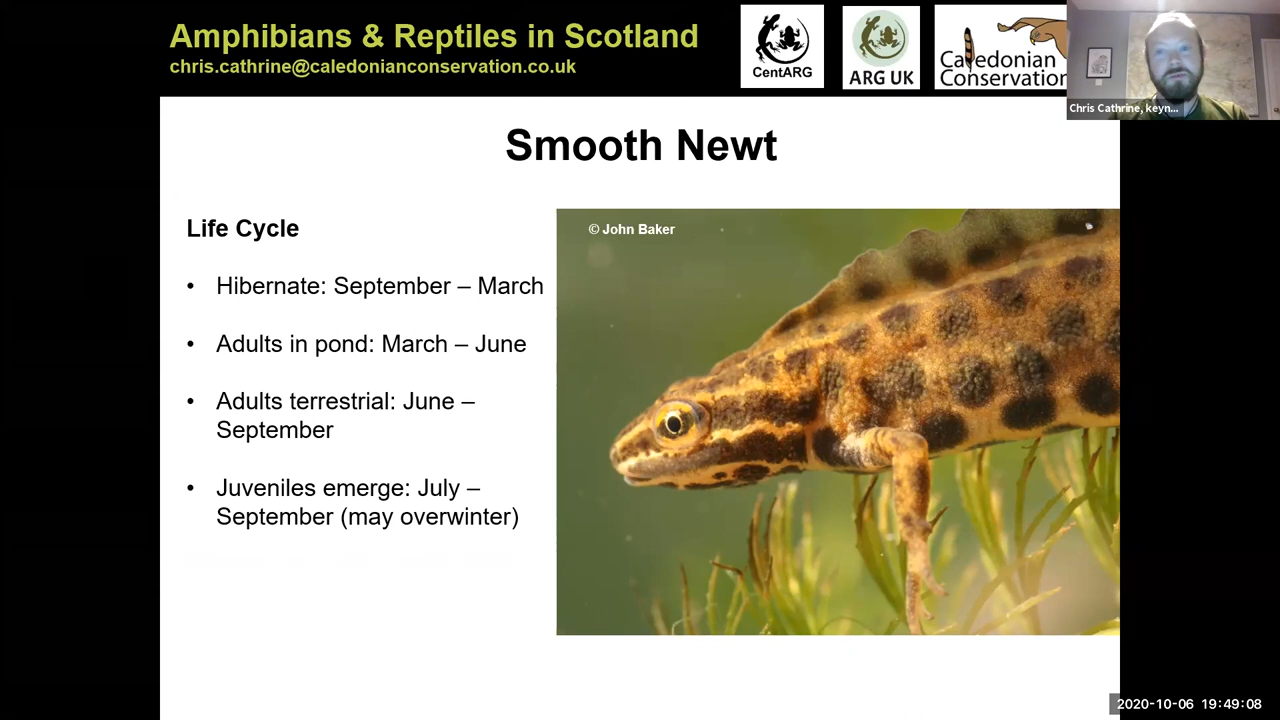 Amphibians & Reptiles in Scotland
chris.cathrine@caledonianconservation.co.uk
CentARG
ARG UK
Caledonian
Conservation
Chris Cathrine, keyn...
Smooth Newt
Life Cycle
• Hibernate: September – March
• Adults in pond: March – June
• Adults terrestrial: June –
September
• Juveniles emerge: July –
September (may overwinter)
© John Baker
2020-10-06 19:49:08